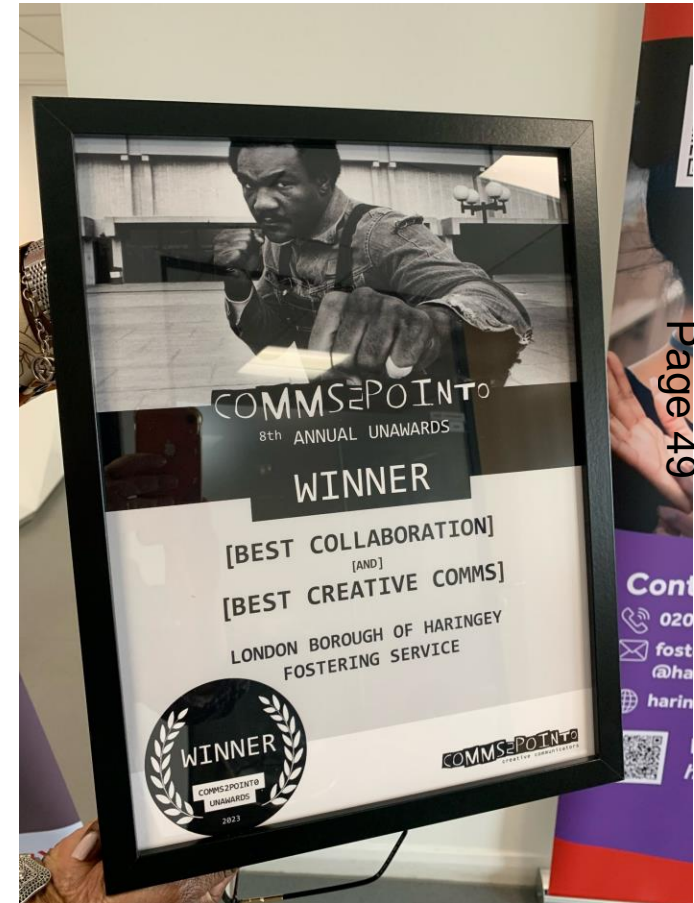 COMMS2POINT0
8th ANNUAL UNAWARDS
WINNER
[BEST COLLABORATION]
[AND]
[BEST CREATIVE COMMS]
LONDON BOROUGH OF HARINGEY
FOSTERING SERVICE
WINNER
COMMS2POINT0
UNAWARDS
2023
COMMS2POINT0
creative communicators
Page 49
Cont
020
fost
@ha
harin